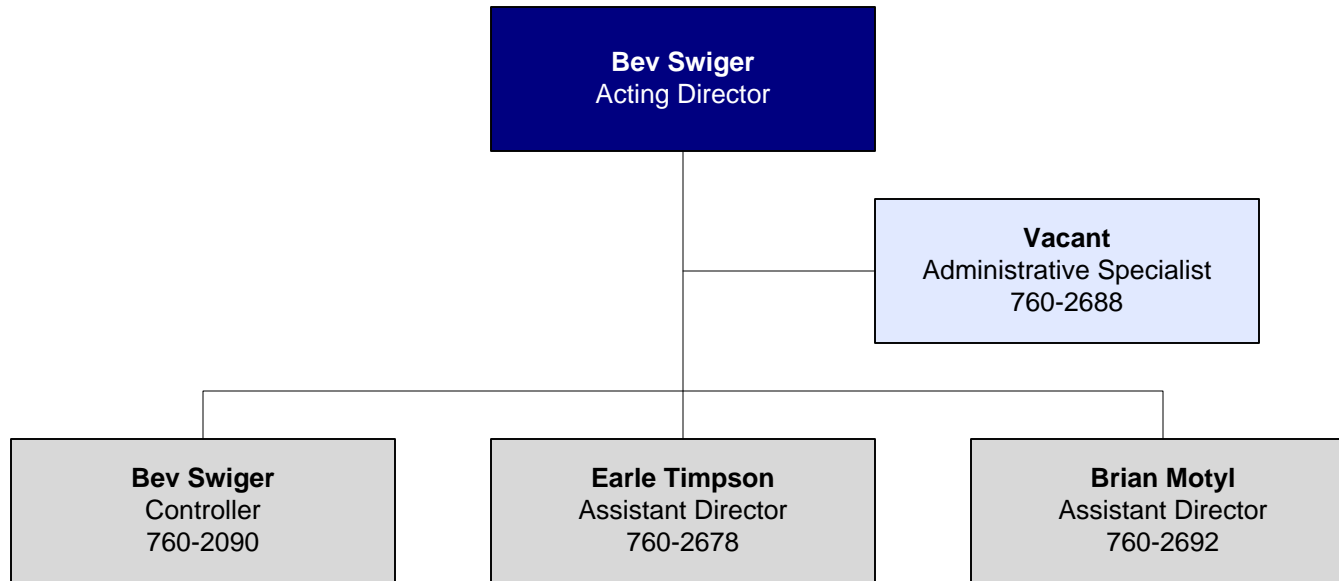 Bev Swiger
Acting Director
Vacant
Administrative Specialist
760-2688
Bev Swiger
Controller
760-2090
Earle Timpson
Assistant Director
760-2678
Brian Motyl
Assistant Director
760-2692